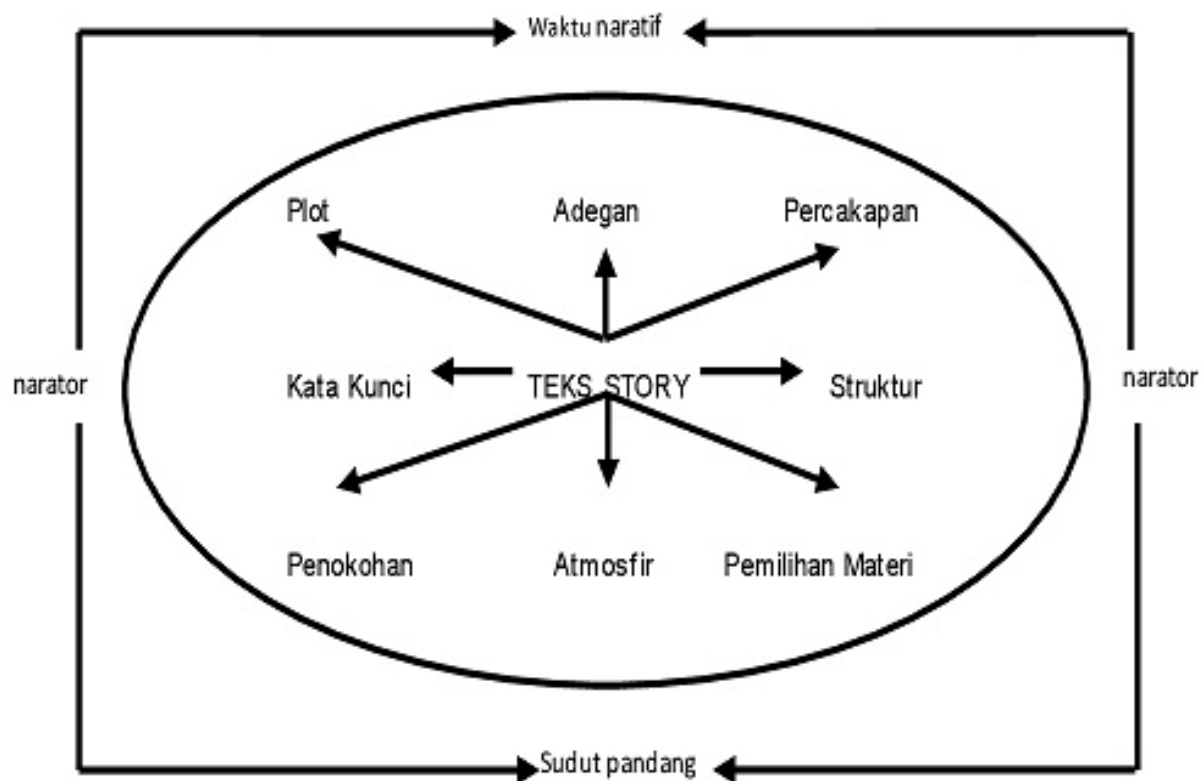 Waktu naratif
Plot
Adegan
Percakapan
narator
Kata Kunci
TEKS STORY
Struktur
narator
Penokohan
Atmosfir
Pemilihan Materi
Sudut pandang